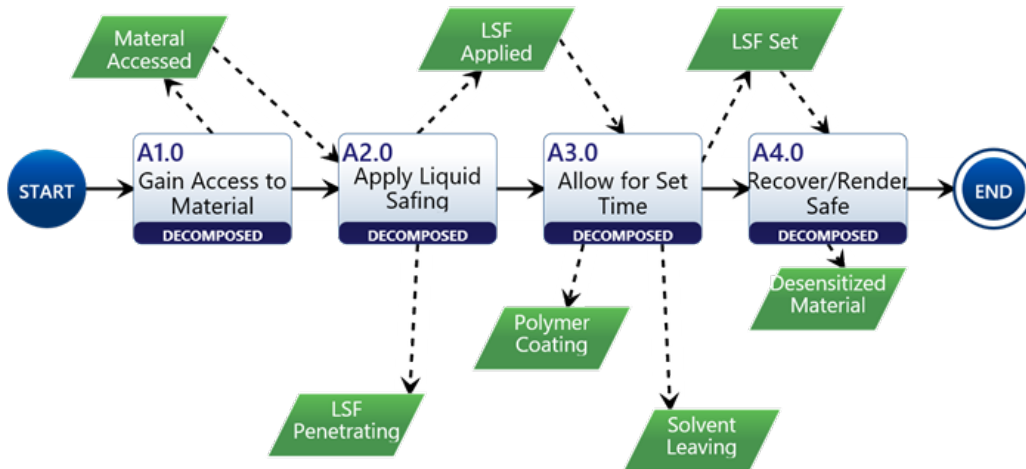 Materal
Accessed
LSF
Applied
LSF Set
START
A1.0
Gain Access to
Material
DECOMPOSED
A2.0
Apply Liquid
Safing
DECOMPOSED
A3.0
Allow for Set
Time
DECOMPOSED
A4.0
Recover/Render
Safe
DECOMPOSED
END
Desensitized
Material
Polymer
Coating
LSF
Penetrating
Solvent
Leaving